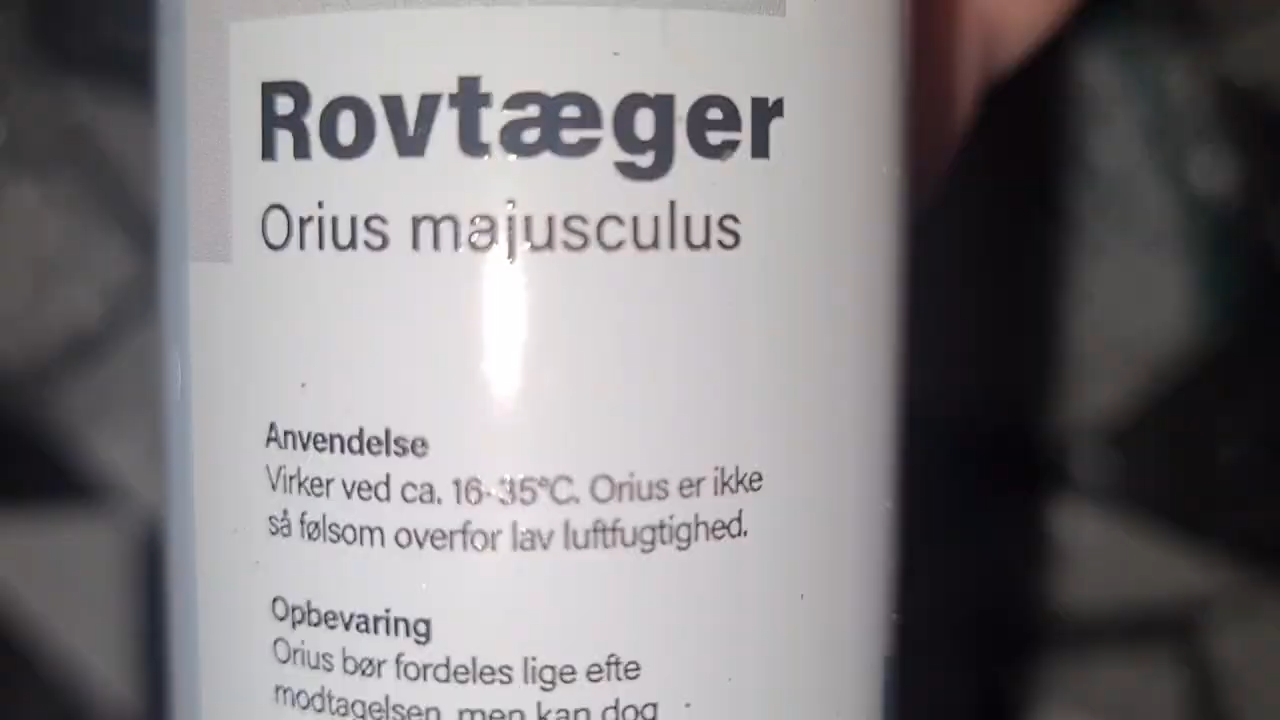 Rovtæger
Orius majusculus
Anvendelse
Virker ved ca. 16-35°C. Orius er ikke
så følsom overfor lav luftfugtighed.
Opbevaring
Orius bør fordeles lige efte
modtagelsen, men kan dog